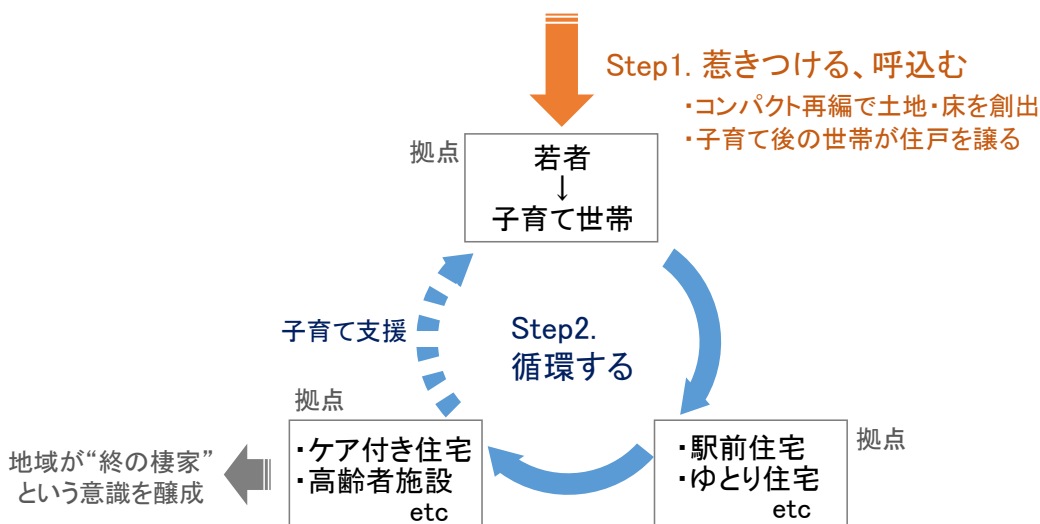 Step1. 惹きつける、呼込む
・コンパクト再編で土地・床を創出
・子育て後の世帯が住戸を譲る
拠点
若者
↓
子育て世帯
子育て支援
Step2.
循環する
拠点
・ケア付き住宅
・高齢者施設
etc
拠点
・駅前住宅
・ゆとり住宅
etc
地域が“終の棲家”
という意識を醸成